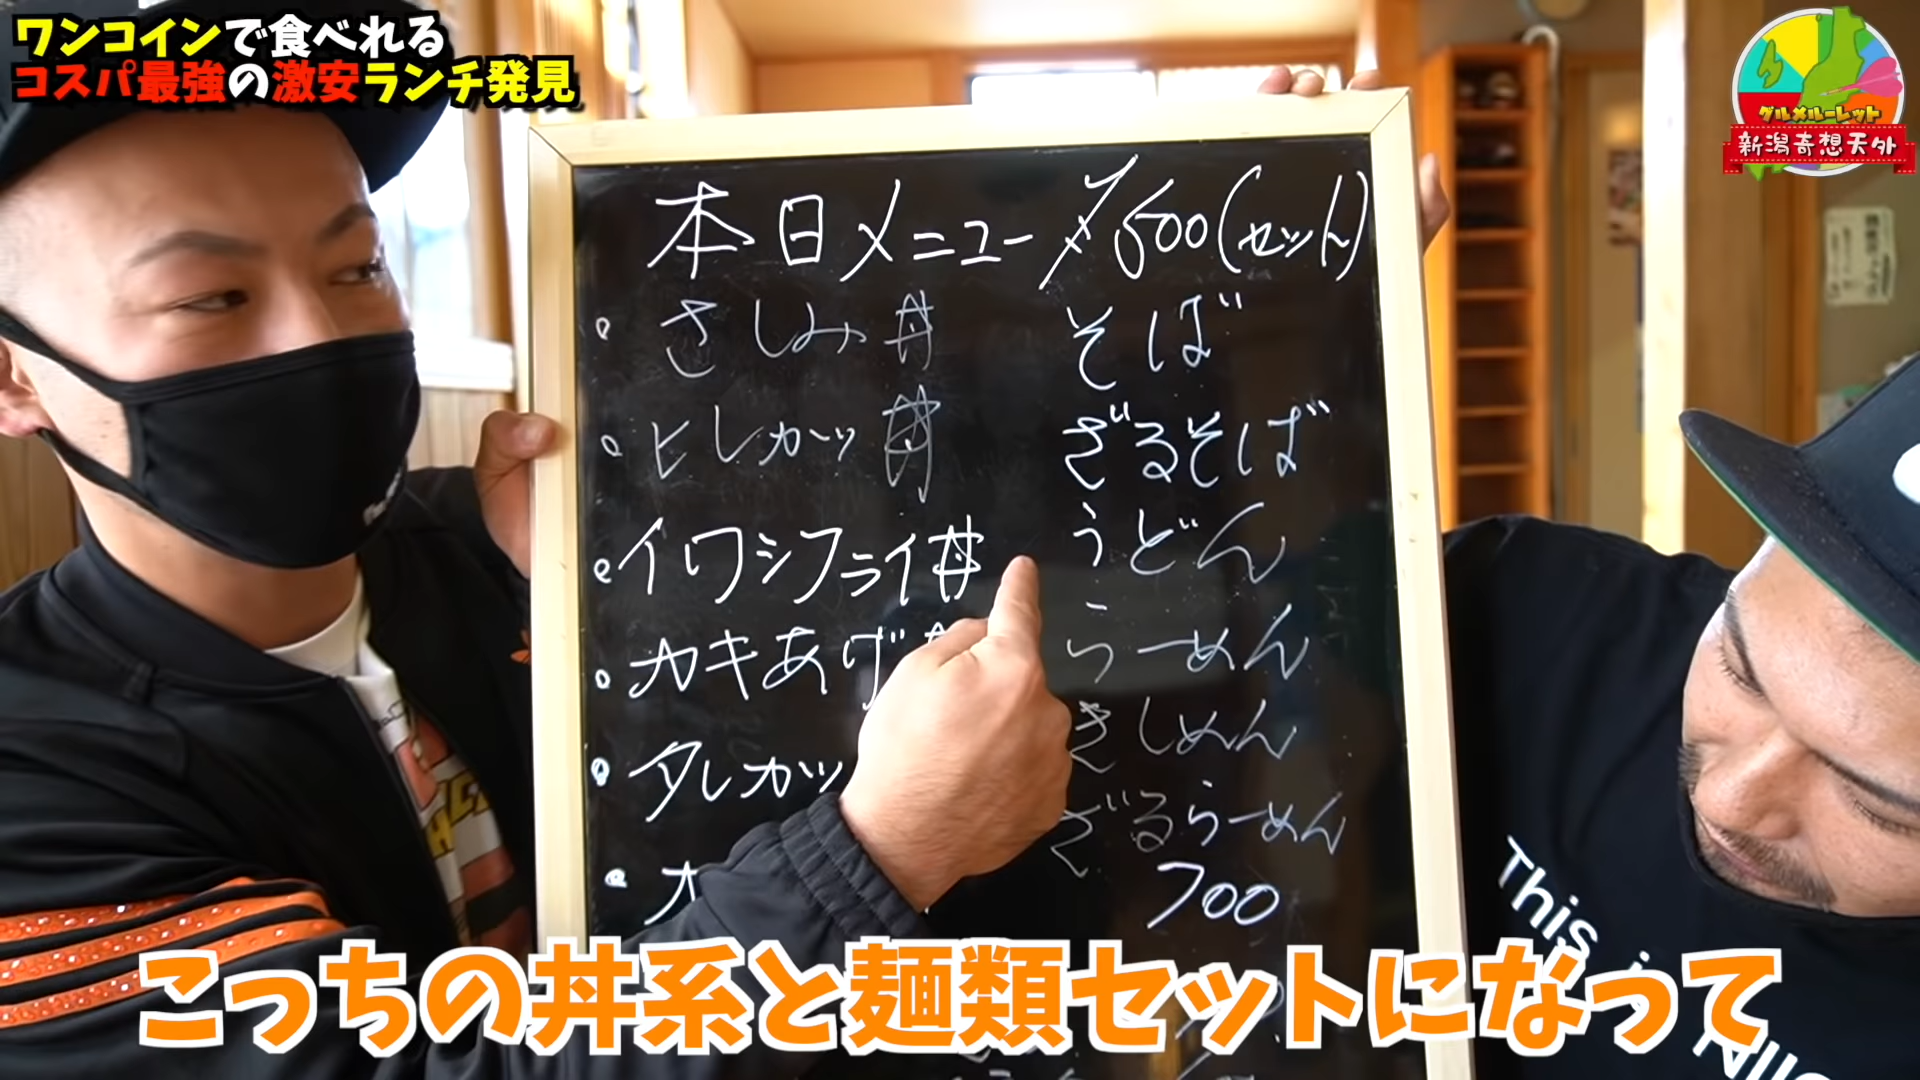 ワンコインで食べれる
コスパ最強の激安ランチ発見
グルメルーレット
新潟奇想天外
本日メニュー ¥500(セット)
さしみ丼
ヒレカツ丼
イワシフライ丼
カキあげ
タレカツ
そば
ざるそば
うどん
らーめん
きしめん
ざるらーめん
700
This
こっちの丼系と麺類セットになって